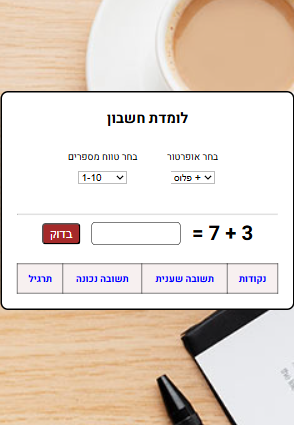 לומדת חשבון
בחר אופרטור בחר טווח מספרים
+ פלוס 1-10
3 + 7 = בדוק
נקודות תשובה שענית תשובה נכונה תרגיל